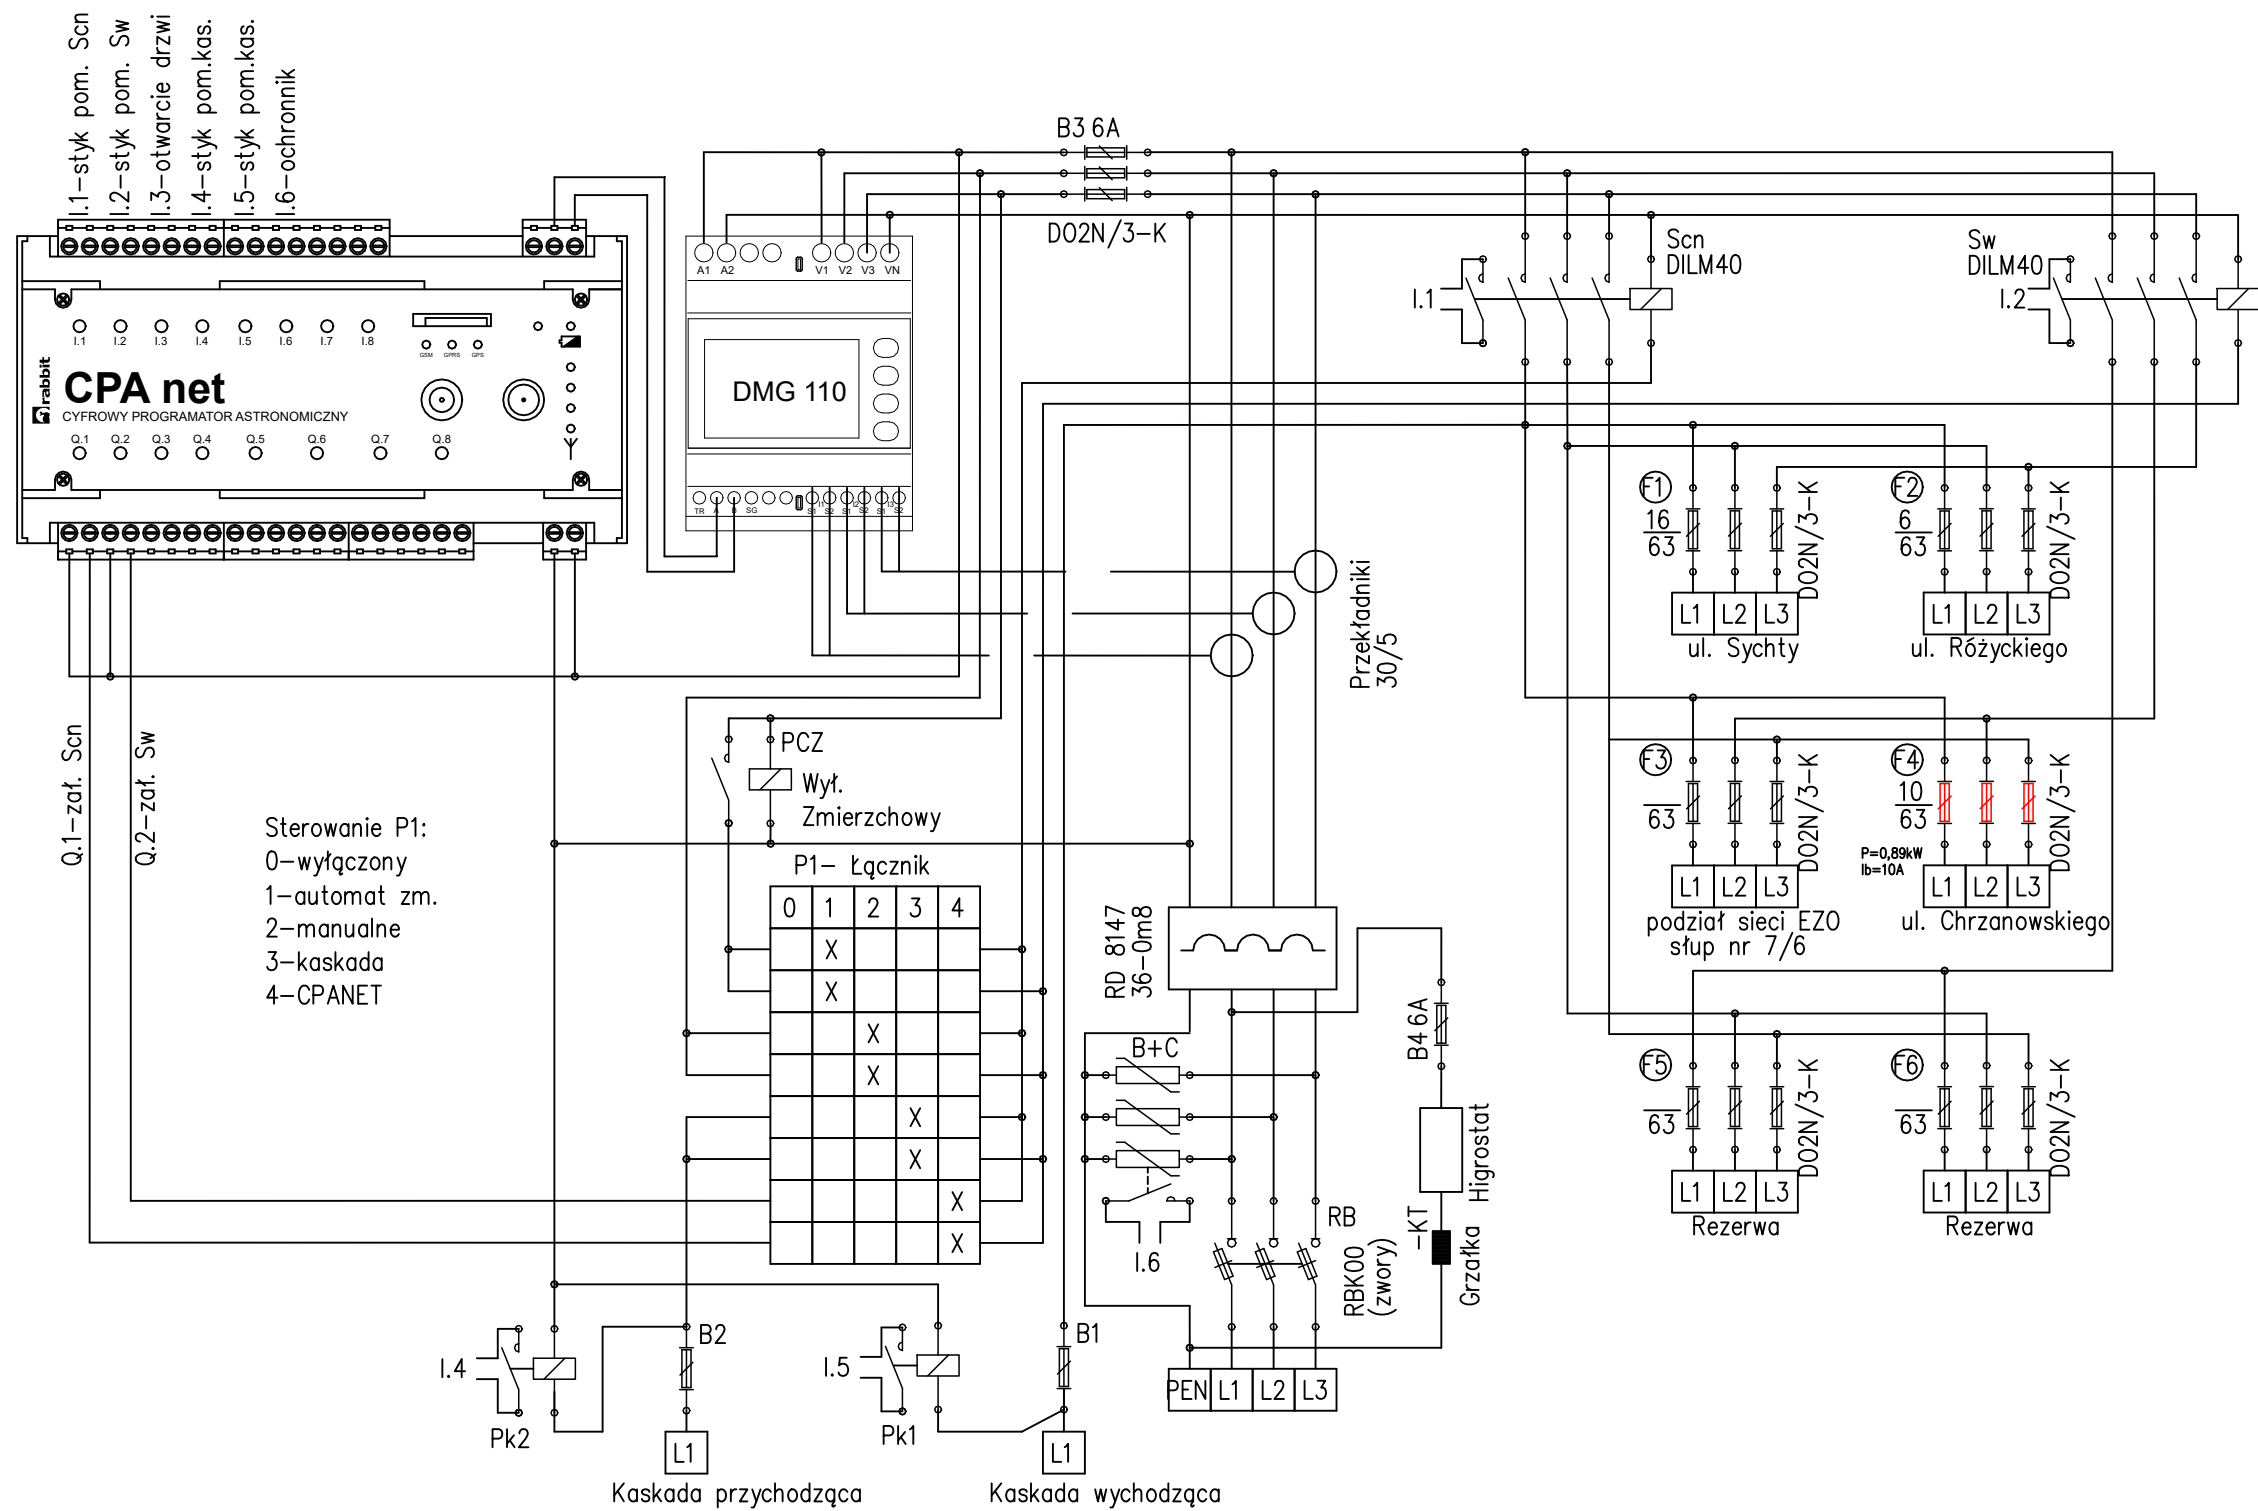 I.1-styk pom. Scn
I.2-styk pom. Sw
I.3-otwarcie drzwi
I.4-styk pom.kas.
I.5-styk pom.kas.
I.6-ochronnik
I.1 I.2 I.3 I.4 I.5 I.6 I.7 I.8
GSM GPRS GPS
rabbit
CPA net
CYFROWY PROGRAMATOR ASTRONOMICZNY
Q.1 Q.2 Q.3 Q.4 Q.5 Q.6 Q.7 Q.8
A1 A2 V1 V2 V3 VN
DMG 110
TR A B SG S1 I1 S2 S1 I2 S2 S1 I3 S2
B3 6A
D02N/3-K
Scn
DILM40
I.1
Sw
DILM40
I.2
F1
16
63
D02N/3-K
L1 L2 L3
ul. Sychty
F2
6
63
D02N/3-K
L1 L2 L3
ul. Różyckiego
Przekładniki
30/5
Q.1-zał. Scn
Q.2-zał. Sw
Sterowanie P1:
0-wyłączony
1-automat zm.
2-manualne
3-kaskada
4-CPANET
PCZ
Wył.
Zmierzchowy
P1- Łącznik
0 1 2 3 4
X
X
X
X
X
X
X
X
F3
63
D02N/3-K
L1 L2 L3
podział sieci EZO
słup nr 7/6
F4
10
63
D02N/3-K
P=0,89kW
Ib=10A
L1 L2 L3
ul. Chrzanowskiego
RD 8147
36-0m8
B+C
I.6
B4 6A
Higrostat
-KT
Grzałka
RB
RBK00
(zwory)
PEN L1 L2 L3
F5
63
D02N/3-K
L1 L2 L3
Rezerwa
F6
63
D02N/3-K
L1 L2 L3
Rezerwa
I.4
Pk2
B2
L1
Kaskada przychodząca
I.5
Pk1
B1
L1
Kaskada wychodząca